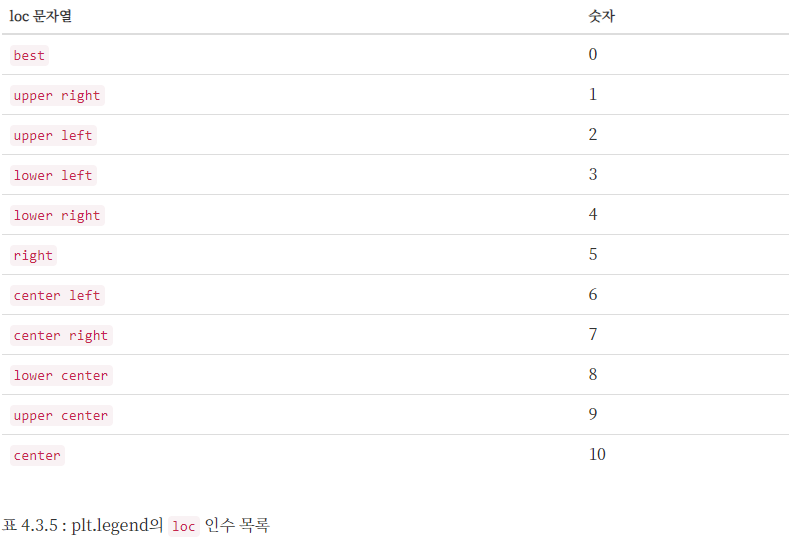 loc 문자열 숫자
best 0
upper right 1
upper left 2
lower left 3
lower right 4
right 5
center left 6
center right 7
lower center 8
upper center 9
center 10
표 4.3.5 : plt.legend의 loc 인수 목록